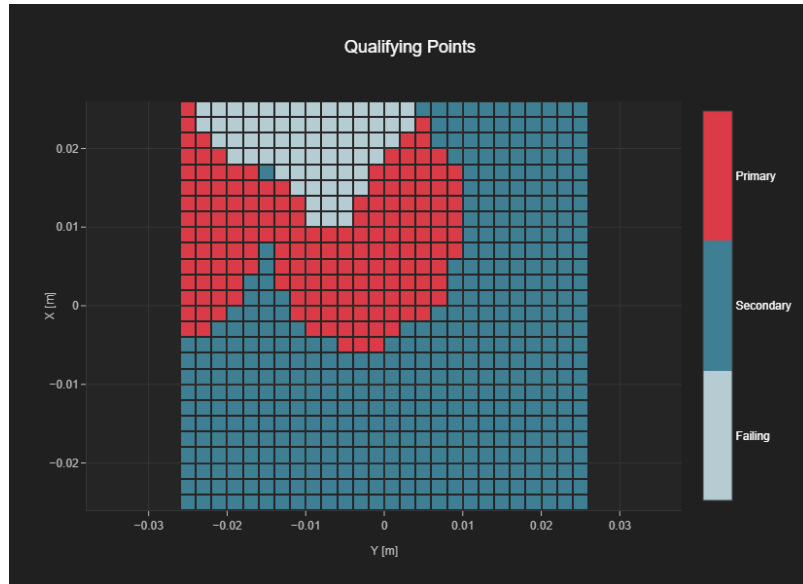 Qualifying Points
0.02
0.01
0
−0.01
−0.02
X [m]
−0.03
−0.02
−0.01
0
0.01
0.02
0.03
Y [m]
Primary
Secondary
Failing